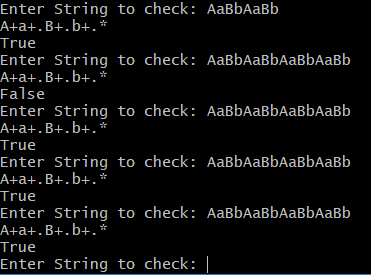 Enter String to check: AaBbAaBb
A+a+.B+.b+.*
True
Enter String to check: AaBbAaBbAaBbAaBb
A+a+.B+.b+.*
False
Enter String to check: AaBbAaBbAaBbAaBb
A+a+.B+.b+.*
True
Enter String to check: AaBbAaBbAaBbAaBb
A+a+.B+.b+.*
True
Enter String to check: AaBbAaBbAaBbAaBb
A+a+.B+.b+.*
True
Enter String to check: